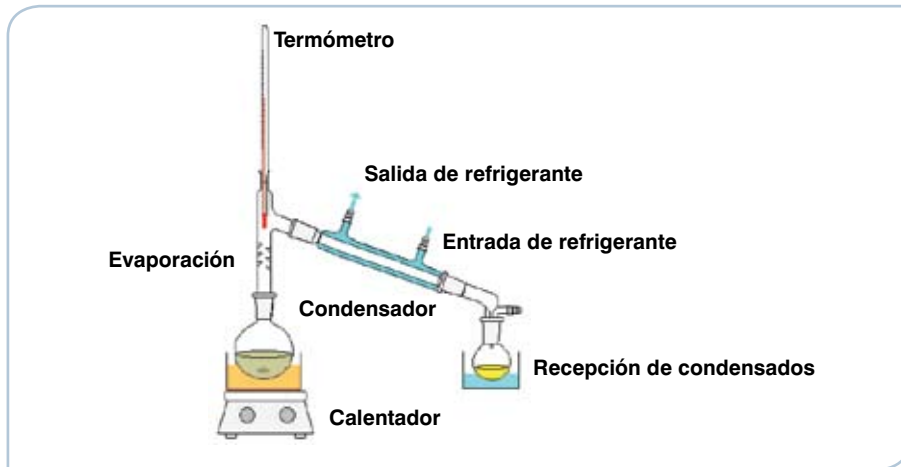 Termómetro
Salida de refrigerante
Entrada de refrigerante
Evaporación
Condensador
Recepción de condensados
Calentador